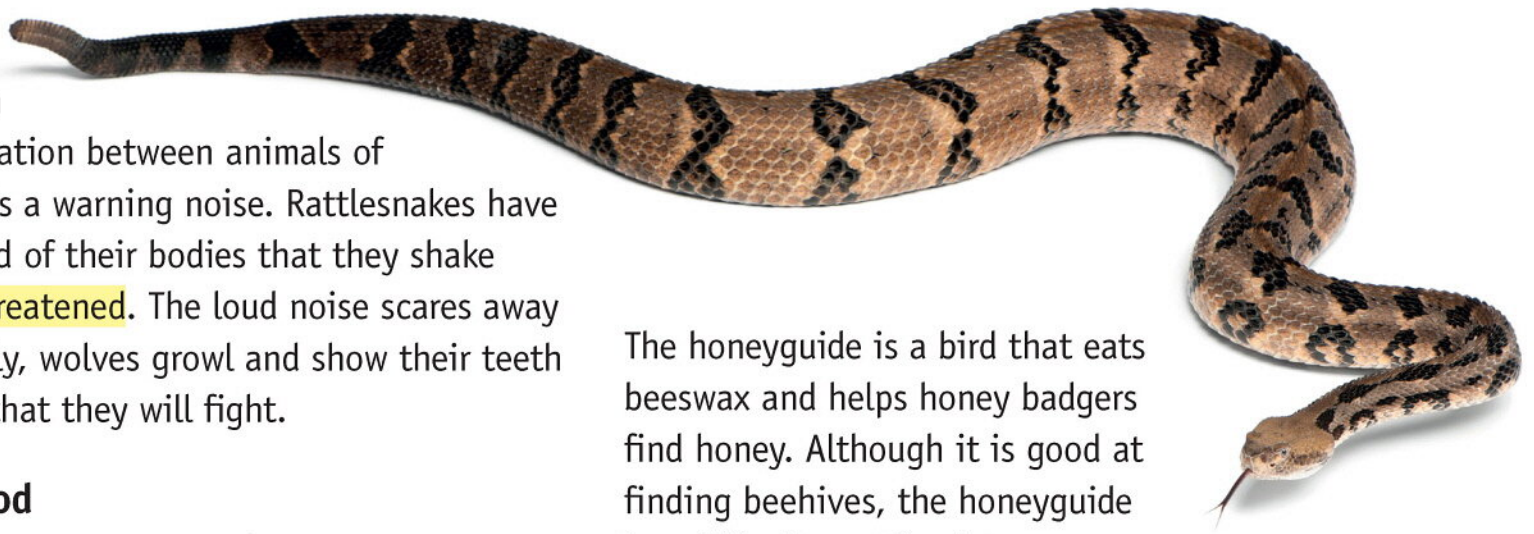 ation between animals of
s a warning noise. Rattlesnakes have
d of their bodies that they shake
reatened. The loud noise scares away
ly, wolves growl and show their teeth
hat they will fight.
od
The honeyguide is a bird that eats
beeswax and helps honey badgers
find honey. Although it is good at
finding beehives, the honeyguide